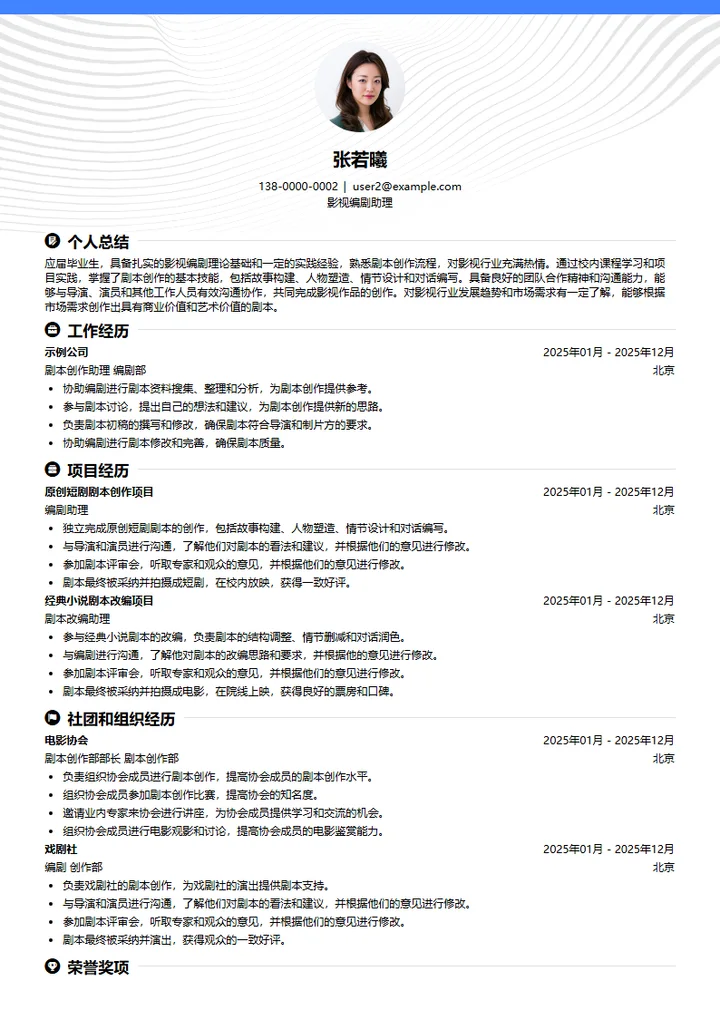 张若曦
138-0000-0002 | user2@example.com
影视编剧助理
个人总结
应届毕业生，具备扎实的影视编剧理论基础和一定的实践经验，熟悉剧本创作流程，对影视行业充满热情。通过校内课程学习和项
目实践，掌握了剧本创作的基本技能，包括故事构建、人物塑造、情节设计和对话编写。具备良好的团队合作精神和沟通能力，能
够与导演、演员和其他工作人员有效沟通协作，共同完成影视作品的创作。对影视行业发展趋势和市场需求有一定了解，能够根据
市场需求创作出具有商业价值和艺术价值的剧本。
工作经历
示例公司 2025年01月 - 2025年12月
剧本创作助理 编剧部 北京
• 协助编剧进行剧本资料搜集、整理和分析，为剧本创作提供参考。
• 参与剧本讨论，提出自己的想法和建议，为剧本创作提供新的思路。
• 负责剧本初稿的撰写和修改，确保剧本符合导演和制片方的要求。
• 协助编剧进行剧本修改和完善，确保剧本质量。
项目经历
原创短剧剧本创作项目 2025年01月 - 2025年12月
编剧助理 北京
• 独立完成原创短剧剧本的创作，包括故事构建、人物塑造、情节设计和对话编写。
• 与导演和演员进行沟通，了解他们对剧本的看法和建议，并根据他们的意见进行修改。
• 参加剧本评审会，听取专家和观众的意见，并根据他们的意见进行修改。
• 剧本最终被采纳并拍摄成短剧，在校内放映，获得一致好评。
经典小说剧本改编项目 2025年01月 - 2025年12月
剧本改编助理 北京
• 参与经典小说剧本的改编，负责剧本的结构调整、情节删减和对话润色。
• 与编剧进行沟通，了解他对剧本的改编思路和要求，并根据他的意见进行修改。
• 参加剧本评审会，听取专家和观众的意见，并根据他们的意见进行修改。
• 剧本最终被采纳并拍摄成电影，在院线上映，获得良好的票房和口碑。
社团和组织经历
电影协会 2025年01月 - 2025年12月
剧本创作部部长 剧本创作部 北京
• 负责组织协会成员进行剧本创作，提高协会成员的剧本创作水平。
• 组织协会成员参加剧本创作比赛，提高协会的知名度。
• 邀请业内专家来协会进行讲座，为协会成员提供学习和交流的机会。
• 组织协会成员进行电影观影和讨论，提高协会成员的电影鉴赏能力。
戏剧社 2025年01月 - 2025年12月
编剧 创作部 北京
• 负责戏剧社的剧本创作，为戏剧社的演出提供剧本支持。
• 与导演和演员进行沟通，了解他们对剧本的看法和建议，并根据他们的意见进行修改。
• 参加剧本评审会，听取专家和观众的意见，并根据他们的意见进行修改。
• 剧本最终被采纳并演出，获得观众的一致好评。
荣誉奖项